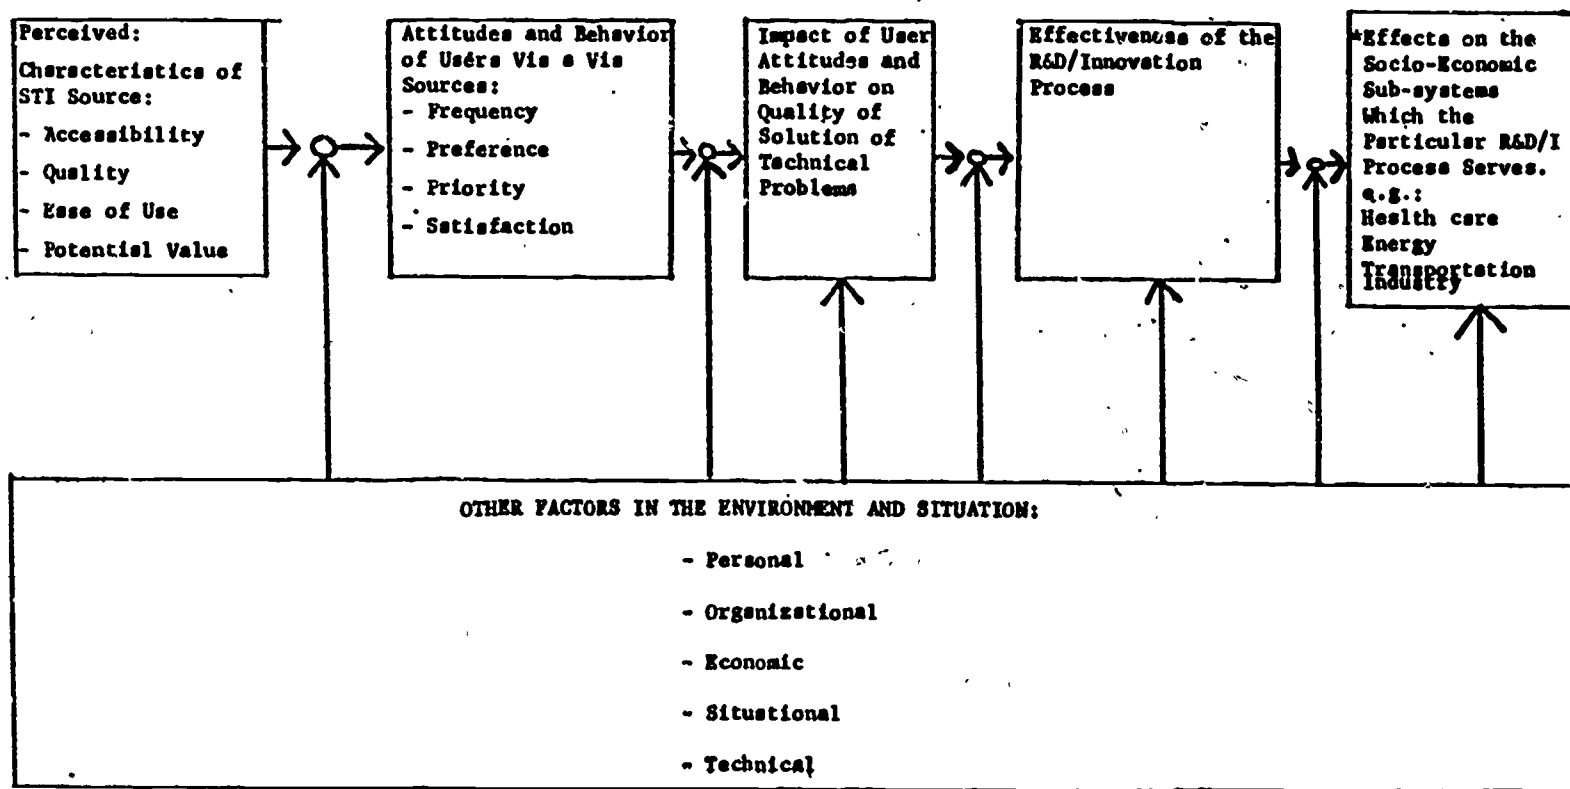 Perceived:
Characteristics of
STI Source:
- Accessibility
- Quality
- Ease of Use
- Potential Value
Attitudes and Behavior
of Users Vis a Vis
Sources:
- Frequency
- Preference
- Priority
- Satisfaction
Impact of User
Attitudes and
Behavior on
Quality of
Solution of
Technical
Problems
Effectiveness of the
R&D/Innovation
Process
*Effects on the
Socio-Economic
Sub-systems
Which the
Particular R&D/I
Process Serves.
e.g.:
Health care
Energy
Transportation
Industry
OTHER FACTORS IN THE ENVIRONMENT AND SITUATION:
- Personal
- Organizational
- Economic
- Situational
- Technical